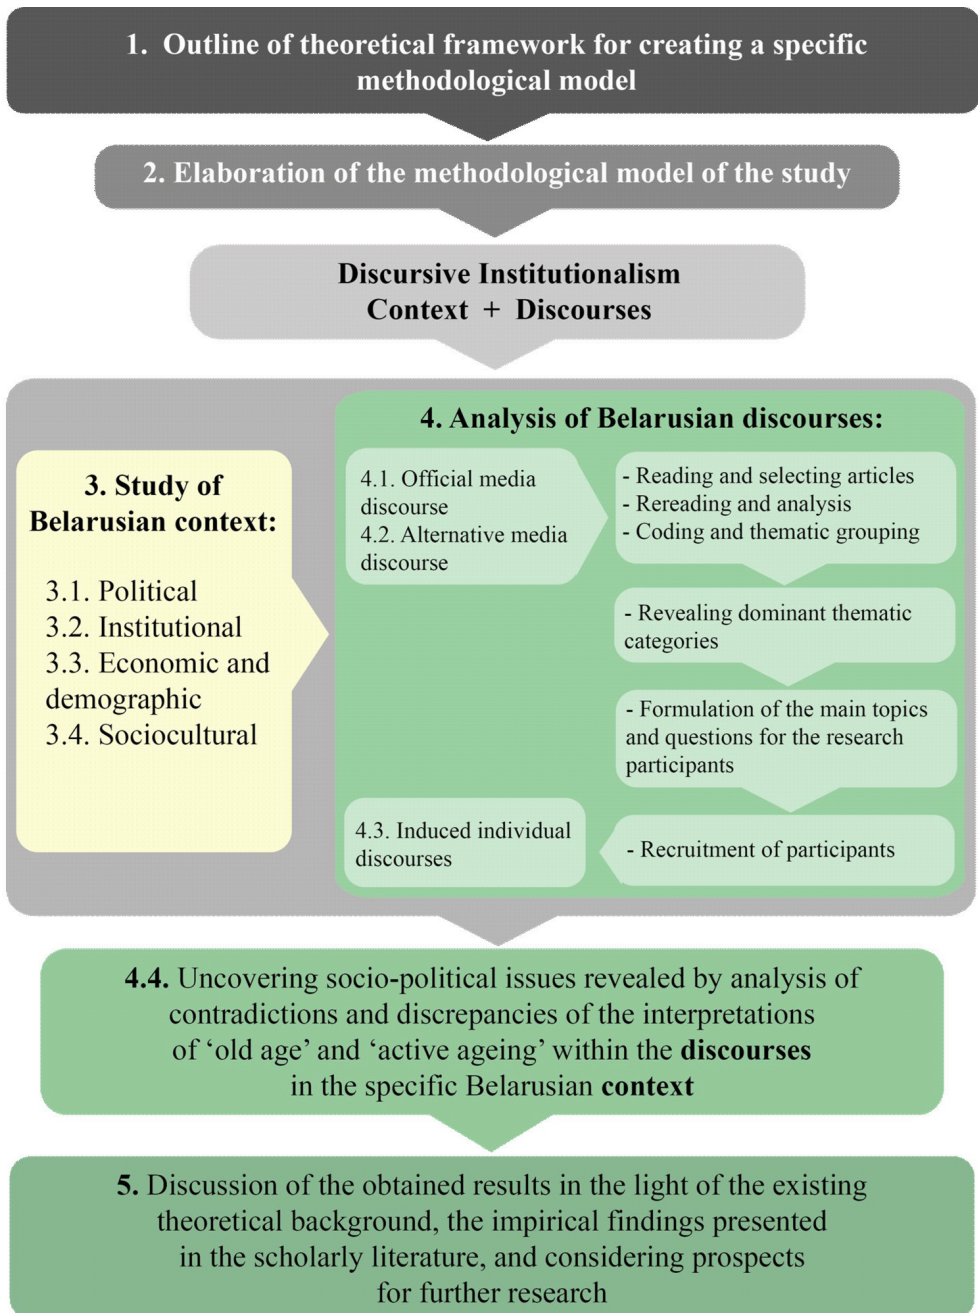 1. Outline of theoretical framework for creating a specific
methodological model
2. Elaboration of the methodological model of the study
Discursive Institutionalism
Context + Discourses
3. Study of
Belarusian context:
3.1. Political
3.2. Institutional
3.3. Economic and
demographic
3.4. Sociocultural
4. Analysis of Belarusian discourses:
4.1. Official media
discourse
4.2. Alternative media
discourse
- Reading and selecting articles
- Rereading and analysis
- Coding and thematic grouping
- Revealing dominant thematic
categories
- Formulation of the main topics
and questions for the research
participants
- Recruitment of participants
4.3. Induced individual
discourses
4.4. Uncovering socio-political issues revealed by analysis of
contradictions and discrepancies of the interpretations
of ‘old age’ and ‘active ageing’ within the discourses
in the specific Belarusian context
5. Discussion of the obtained results in the light of the existing
theoretical background, the impirical findings presented
in the scholarly literature, and considering prospects
for further research